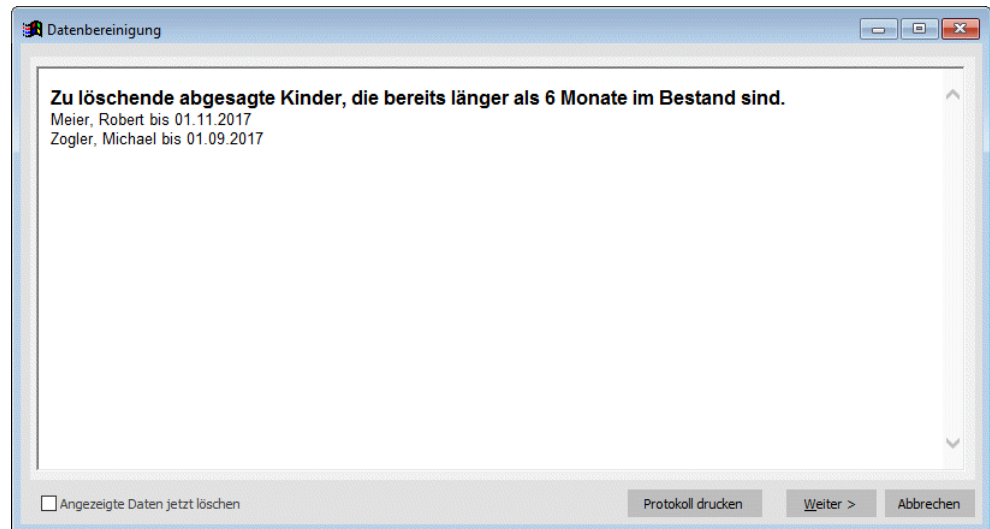 Datenbereinigung
Zu löschende abgesagte Kinder, die bereits länger als 6 Monate im Bestand sind.
Meier, Robert bis 01.11.2017
Zogler, Michael bis 01.09.2017
Angezeigte Daten jetzt löschen
Protokoll drucken
Weiter >
Abbrechen